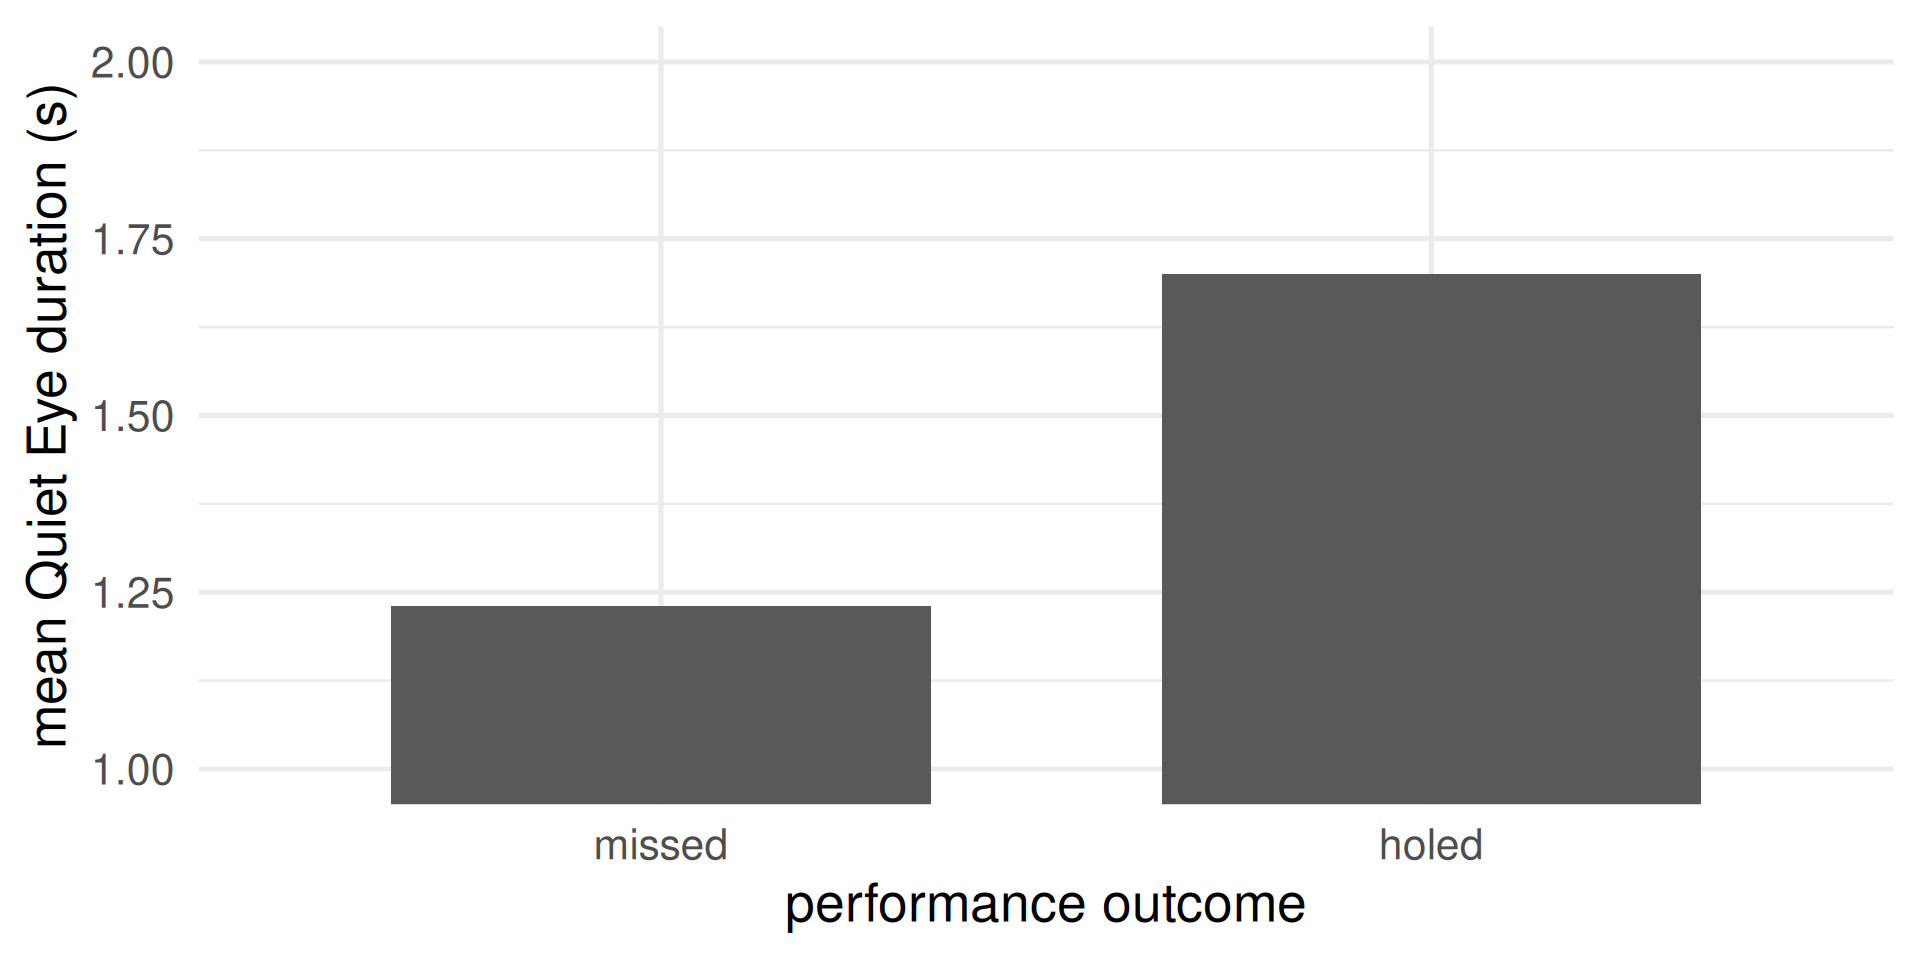 mean Quiet Eye duration (s)
2.00
1.75
1.50
1.25
1.00
missed
holed
performance outcome